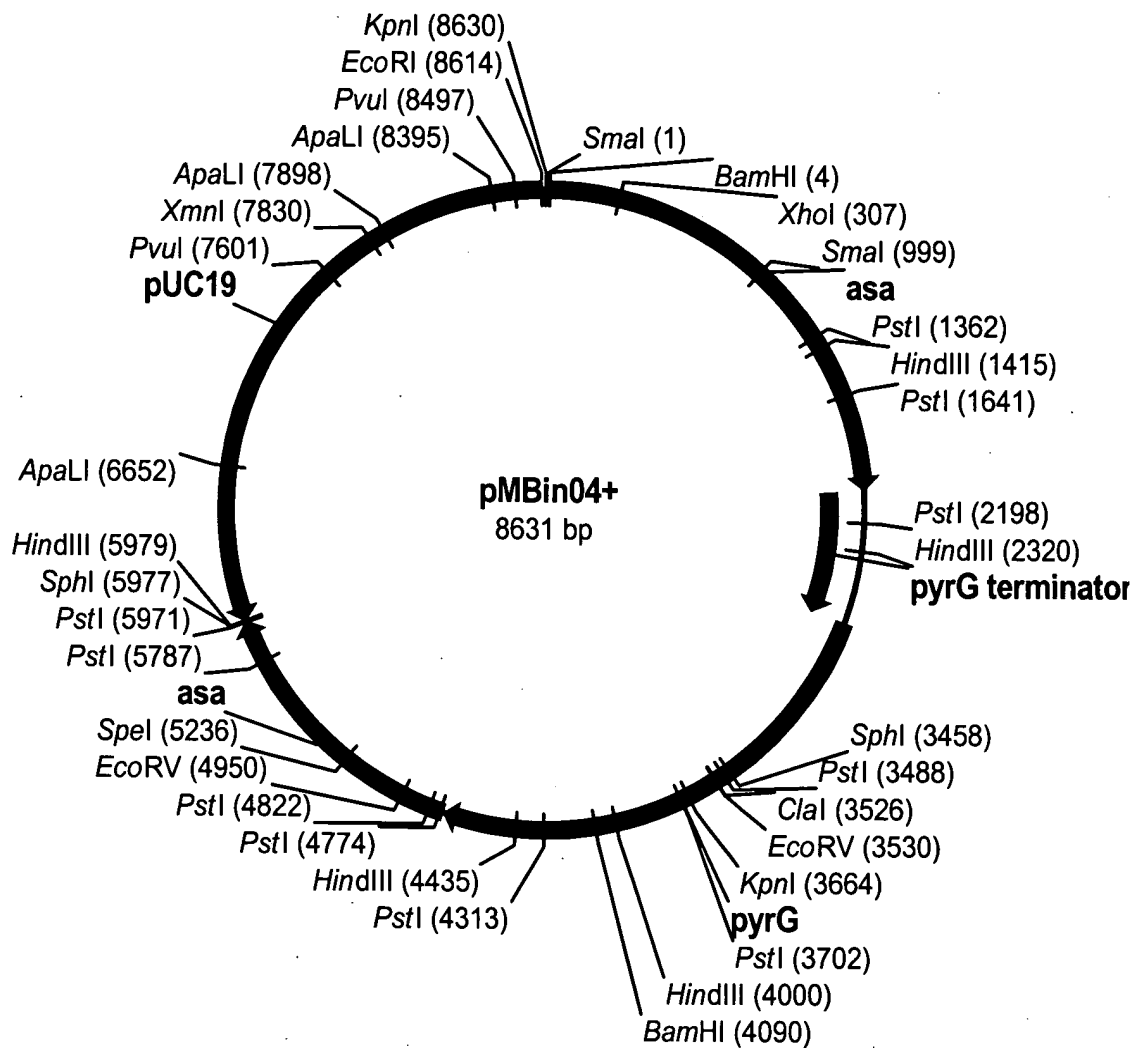 KpnI (8630)
EcoRI (8614)
PvuI (8497)
ApaLI (8395)
ApaLI (7898)
XmnI (7830)
PvuI (7601)
pUC19
ApaLI (6652)
HindIII (5979)
SphI (5977)
PstI (5971)
PstI (5787)
asa
SpeI (5236)
EcoRV (4950)
PstI (4822)
PstI (4774)
HindIII (4435)
PstI (4313)
SmaI (1)
BamHI (4)
XhoI (307)
SmaI (999)
asa
PstI (1362)
HindIII (1415)
PstI (1641)
PstI (2198)
HindIII (2320)
pyrG terminator
SphI (3458)
PstI (3488)
ClaI (3526)
EcoRV (3530)
KpnI (3664)
pyrG
PstI (3702)
HindIII (4000)
BamHI (4090)
pMBin04+
8631 bp